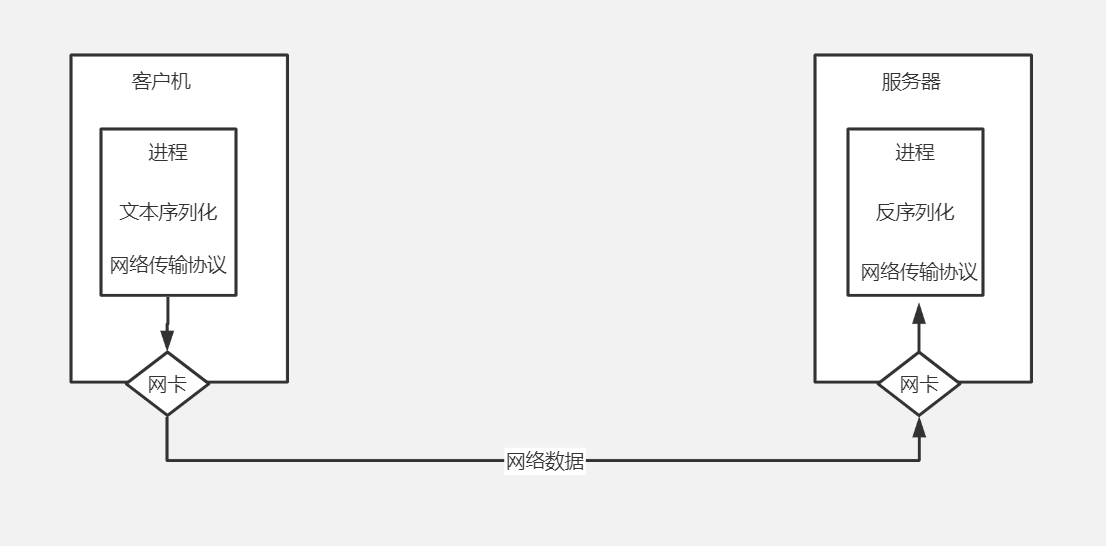 客户机
进程
文本序列化
网络传输协议
网卡
服务器
进程
反序列化
网络传输协议
网卡
网络数据